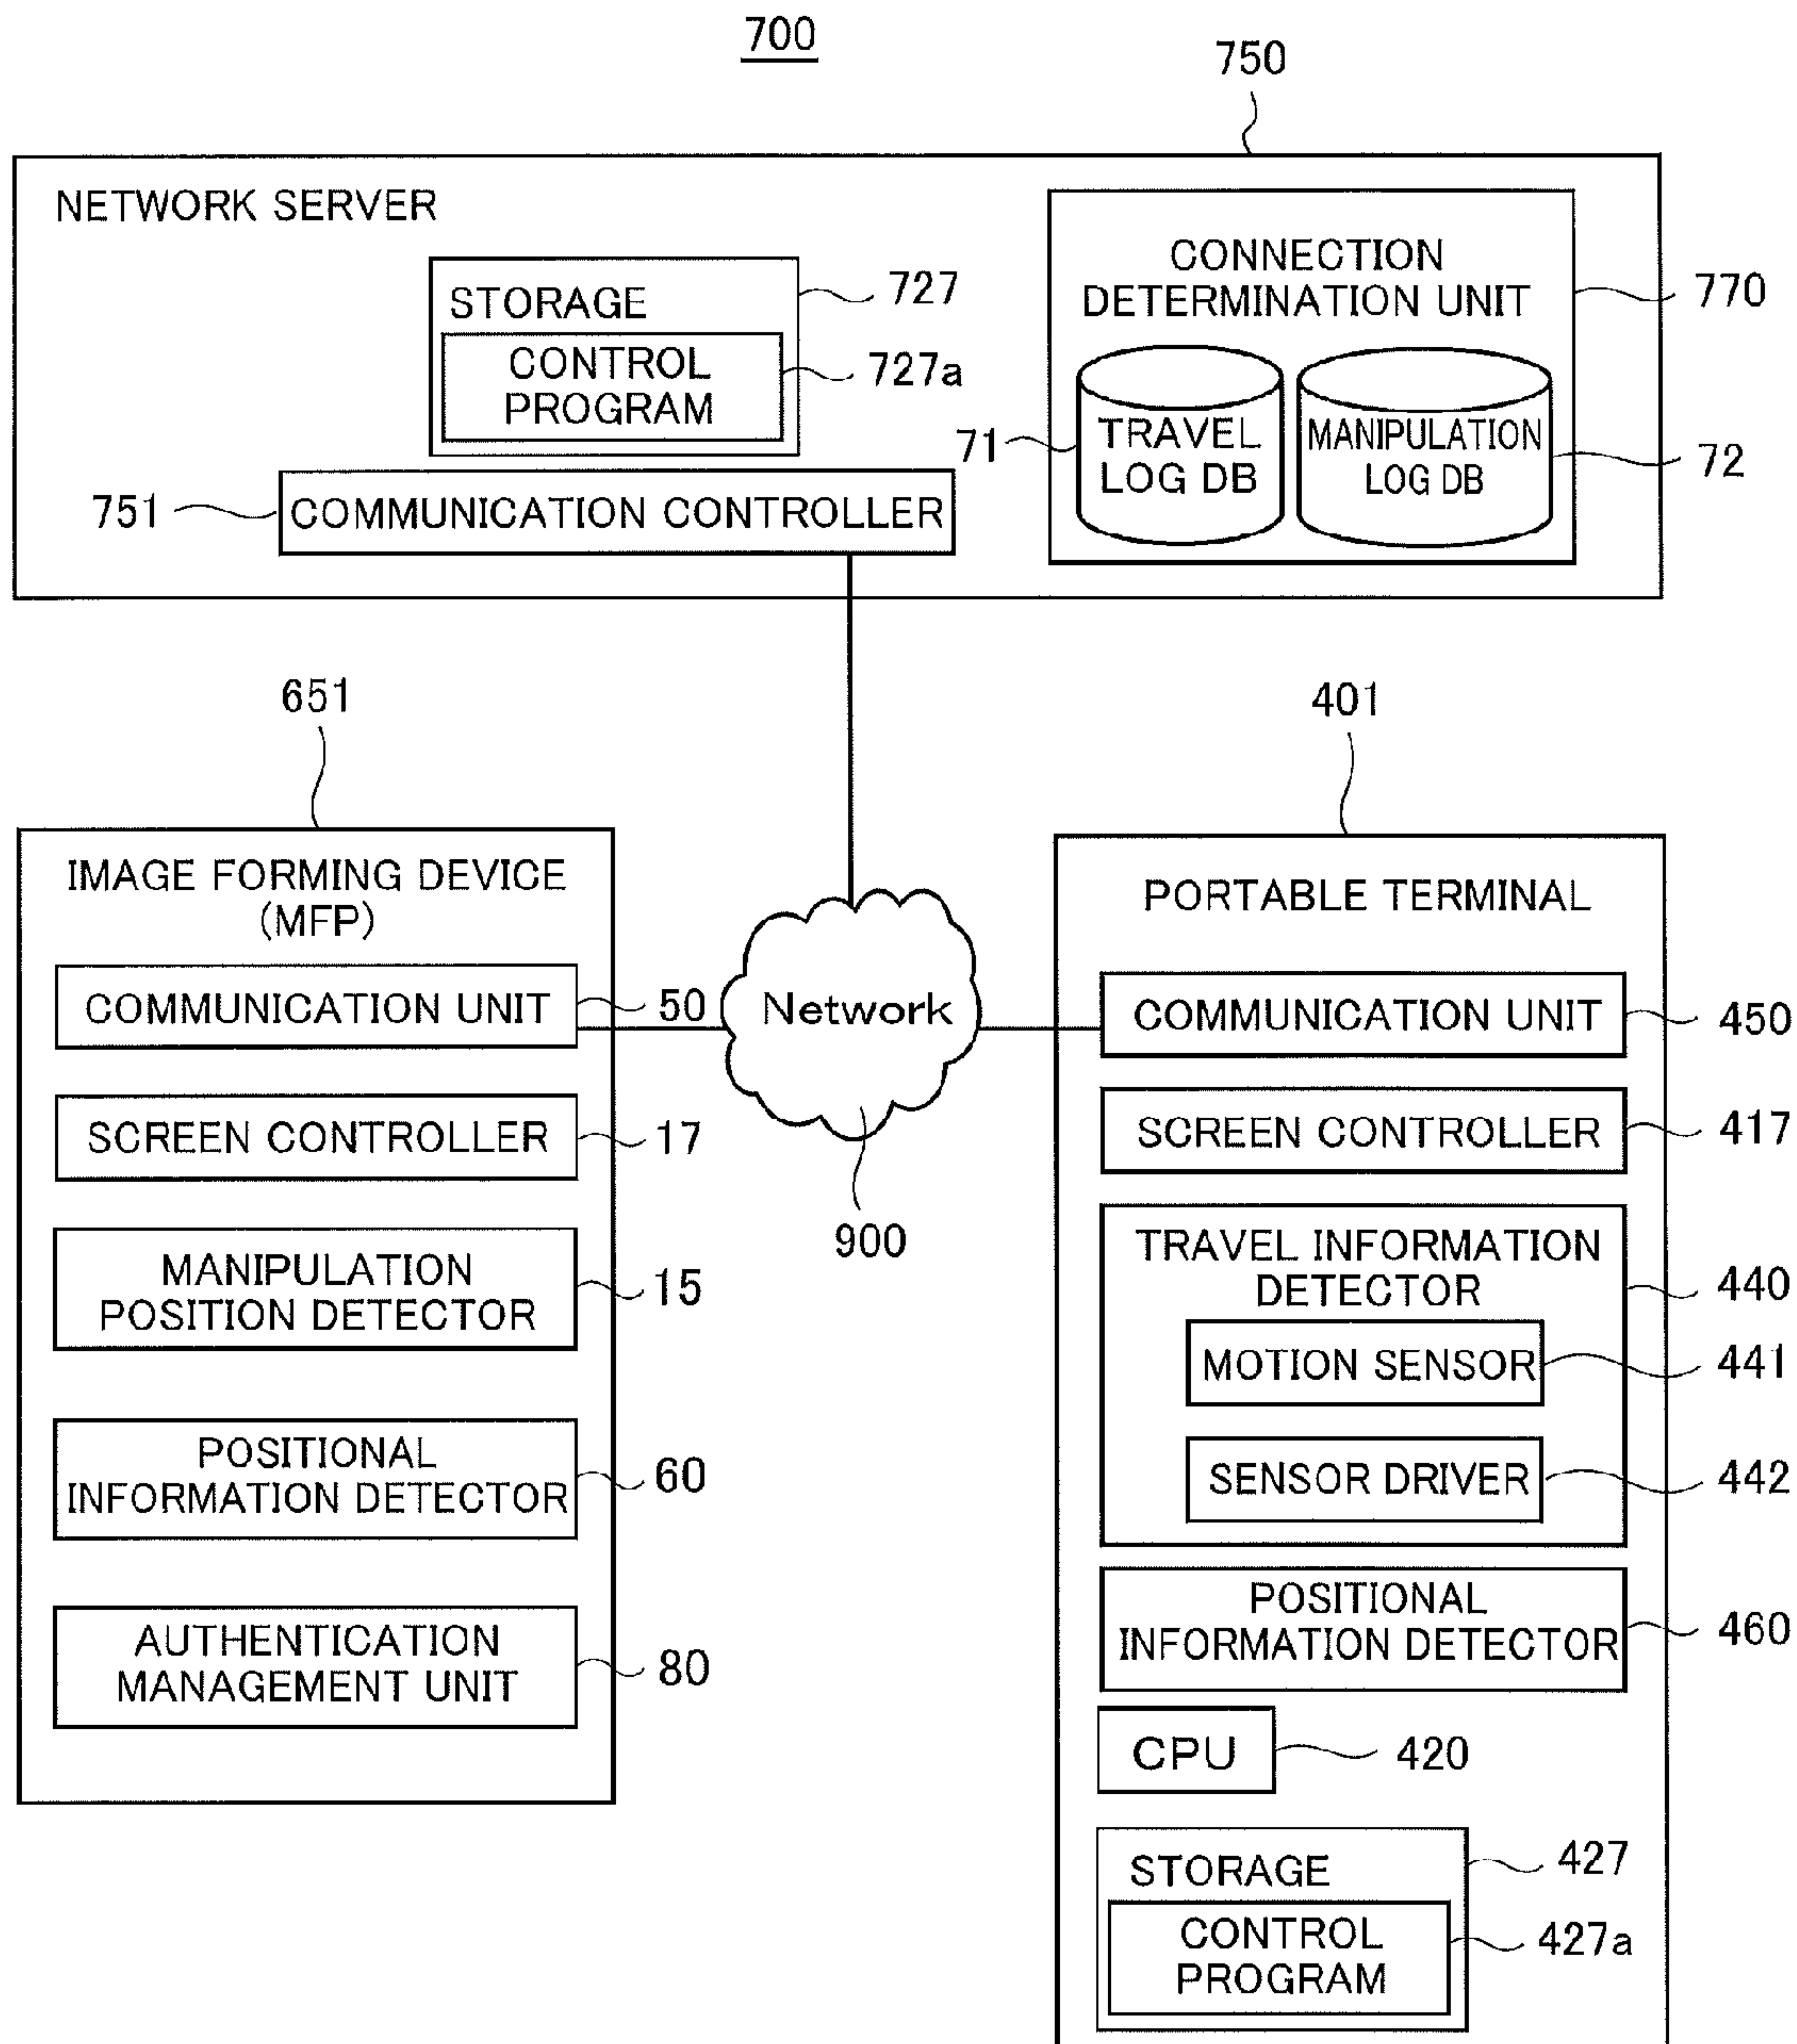 700
750
NETWORK SERVER
STORAGE
727
CONTROL
PROGRAM
727a
751
COMMUNICATION CONTROLLER
CONNECTION
DETERMINATION UNIT
770
71
TRAVEL
LOG DB
MANIPULATION
LOG DB
72
651
IMAGE FORMING DEVICE
(MFP)
COMMUNICATION UNIT
50
SCREEN CONTROLLER
17
MANIPULATION
POSITION DETECTOR
15
POSITIONAL
INFORMATION DETECTOR
60
AUTHENTICATION
MANAGEMENT UNIT
80
Network
900
401
PORTABLE TERMINAL
COMMUNICATION UNIT
450
SCREEN CONTROLLER
417
TRAVEL INFORMATION
DETECTOR
440
MOTION SENSOR
441
SENSOR DRIVER
442
POSITIONAL
INFORMATION DETECTOR
460
CPU
420
STORAGE
427
CONTROL
PROGRAM
427a